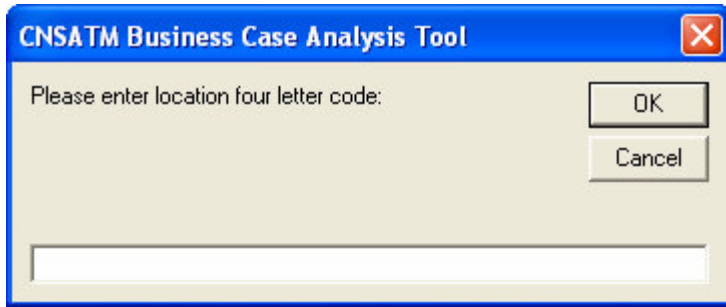 CNSATM Business Case Analysis Tool
Please enter location four letter code:
OK
Cancel